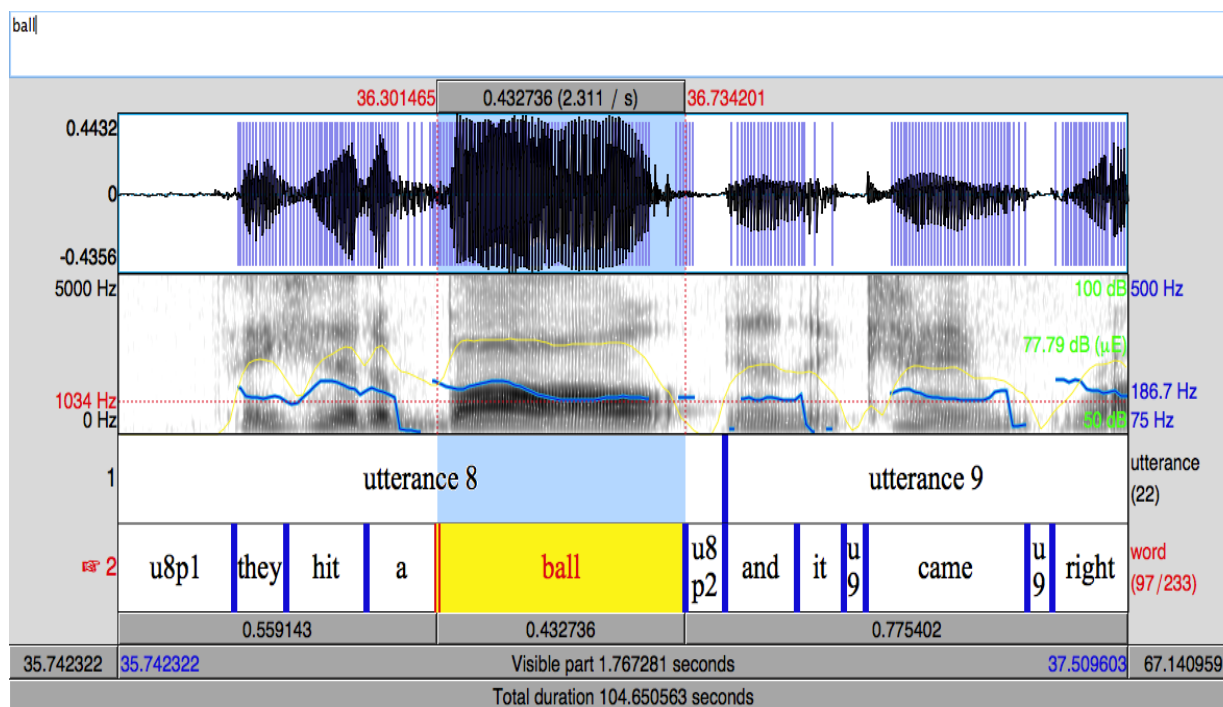 ball
36.301465 0.432736 (2.311 / s) 36.734201
0.4432
0
-0.4356
5000 Hz 100 dB 500 Hz
77.79 dB (µE)
1034 Hz 186.7 Hz
0 Hz 50 dB 75 Hz
1 utterance 8 utterance 9 utterance
(22)
☞ 2 u8p1 they hit a ball u8 p2 and it u 9 came u 9 right word
(97/233)
0.559143 0.432736 0.775402
35.742322 35.742322 Visible part 1.767281 seconds 37.509603 67.140959
Total duration 104.650563 seconds